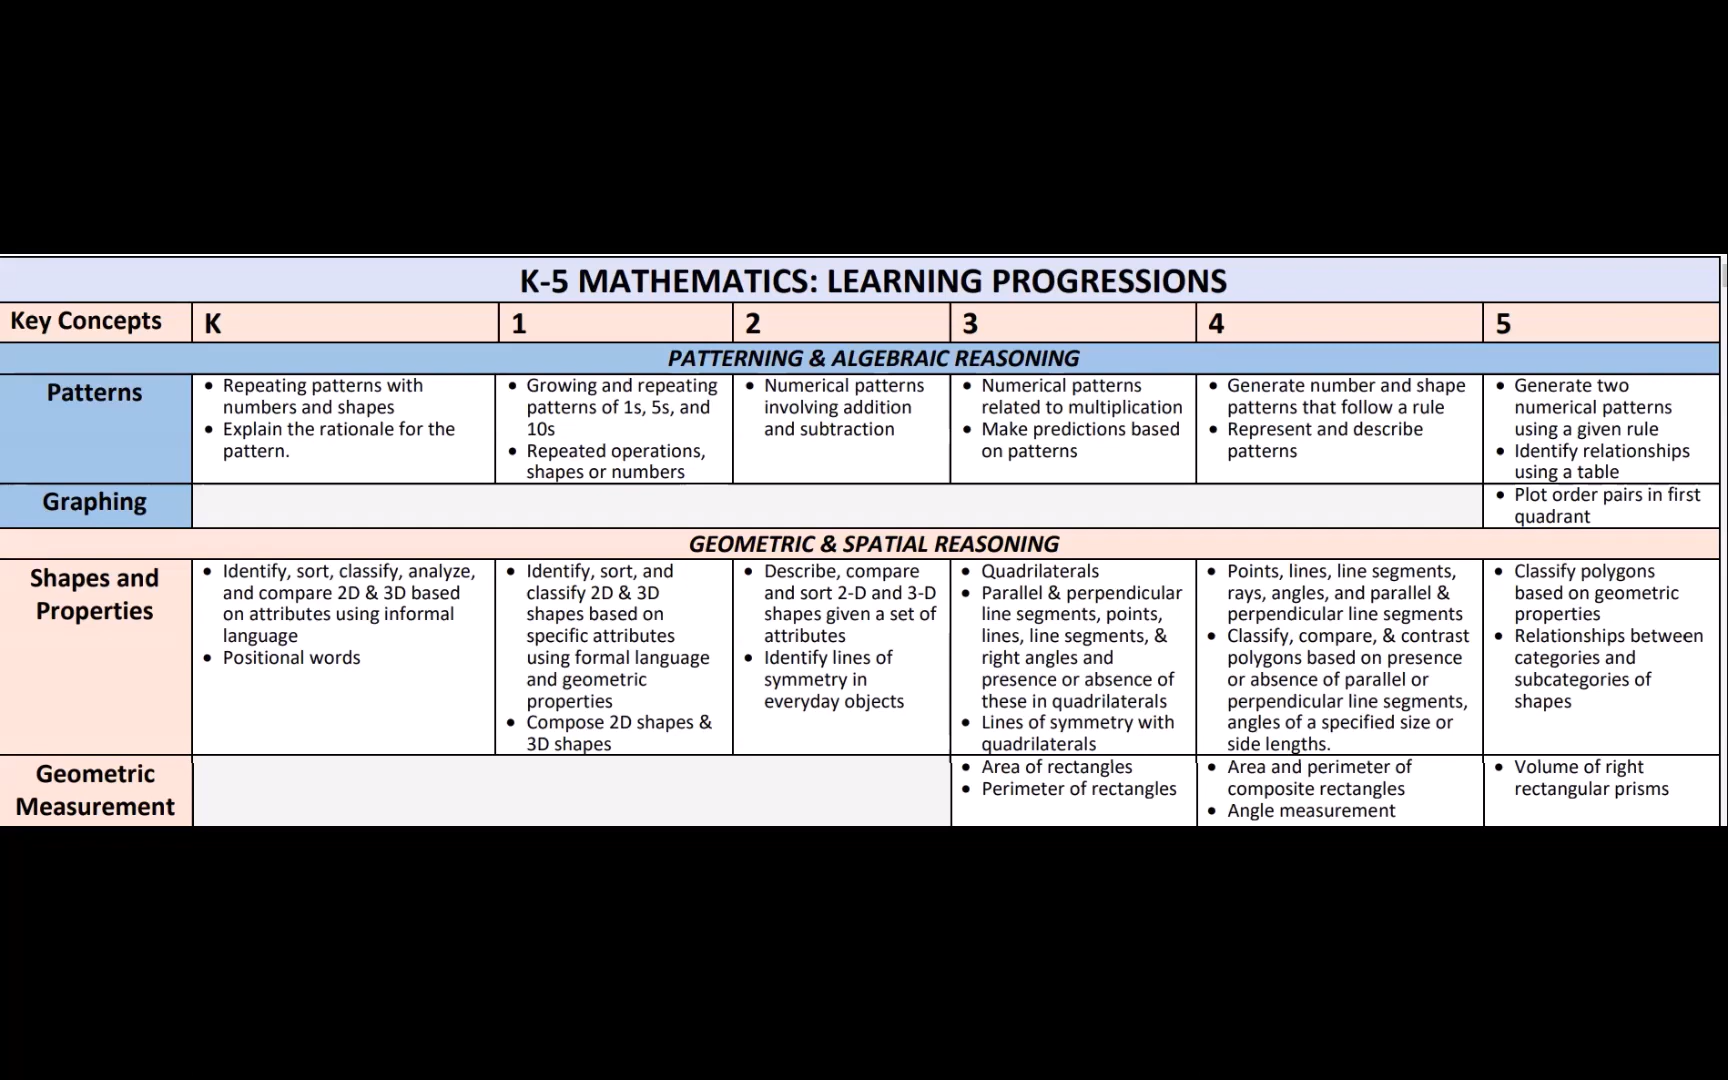 K-5 MATHEMATICS: LEARNING PROGRESSIONS
Key Concepts
K
1
2
3
4
5
PATTERNING & ALGEBRAIC REASONING
Patterns
• Repeating patterns with
numbers and shapes
• Explain the rationale for the
pattern.
• Growing and repeating
patterns of 1s, 5s, and
10s
• Repeated operations,
shapes or numbers
• Numerical patterns
involving addition
and subtraction
• Numerical patterns
related to multiplication
• Make predictions based
on patterns
• Generate number and shape
patterns that follow a rule
• Represent and describe
patterns
• Generate two
numerical patterns
using a given rule
• Identify relationships
using a table
Graphing
• Plot order pairs in first
quadrant
GEOMETRIC & SPATIAL REASONING
Shapes and
Properties
• Identify, sort, classify, analyze,
and compare 2D & 3D based
on attributes using informal
language
• Positional words
• Identify, sort, and
classify 2D & 3D
shapes based on
specific attributes
using formal language
and geometric
properties
• Compose 2D shapes &
3D shapes
• Describe, compare
and sort 2-D and 3-D
shapes given a set of
attributes
• Identify lines of
symmetry in
everyday objects
• Quadrilaterals
• Parallel & perpendicular
line segments, points,
lines, line segments, &
right angles and
presence or absence of
these in quadrilaterals
• Lines of symmetry with
quadrilaterals
• Points, lines, line segments,
rays, angles, and parallel &
perpendicular line segments
• Classify, compare, & contrast
polygons based on presence
or absence of parallel or
perpendicular line segments,
angles of a specified size or
side lengths.
• Classify polygons
based on geometric
properties
• Relationships between
categories and
subcategories of
shapes
Geometric
Measurement
• Area of rectangles
• Perimeter of rectangles
• Area and perimeter of
composite rectangles
• Angle measurement
• Volume of right
rectangular prisms